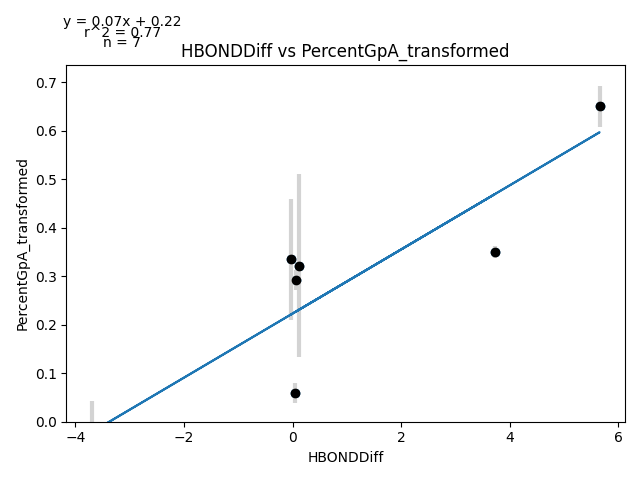 y = 0.07x + 0.22
r^2 = 0.77
n = 7
HBONDDiff vs PercentGpA_transformed
PercentGpA_transformed
0.7
0.6
0.5
0.4
0.3
0.2
0.1
0.0
−4
−2
0
2
4
6
HBONDDiff